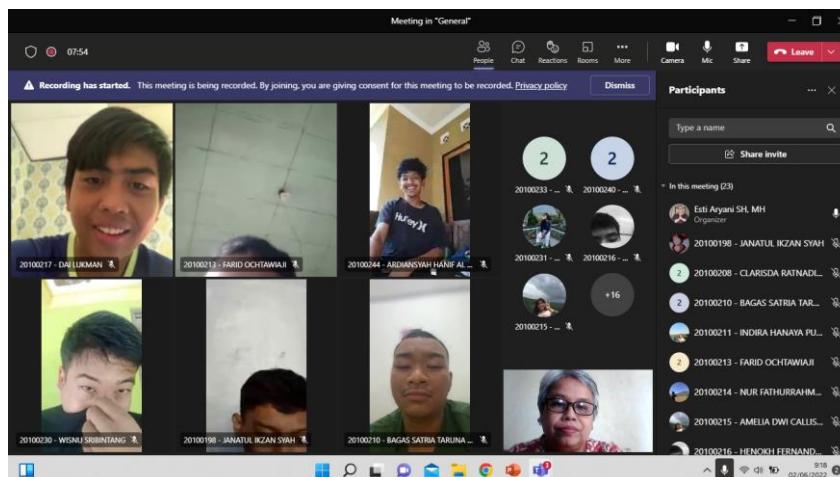 Meeting in "General"
07:54
People
Chat
Reactions
Rooms
More
Camera
Mic
Share
Leave
Recording has started. This meeting is being recorded. By joining, you are giving consent for this meeting to be recorded. Privacy policy
Dismiss
20100217 - DAI LUKMAN
20100213 - FARID OCHTAWIAJI
20100244 - ARDIANSYAH HANIF AL ...
20100230 - WISNU SRIBINTANG
20100198 - JANATUL IKZAN SYAH
20100210 - BAGAS SATRIA TARUNA ...
2
20100233 - ...
2
20100240 - ...
20100231 - ...
20100216 - ...
20100215 - ...
+16
Participants
Type a name
Share invite
In this meeting (23)
Esti Aryani SH, MH
Organizer
20100198 - JANATUL IKZAN SYAH
2
20100208 - CLARISDA RATNADI...
2
20100210 - BAGAS SATRIA TAR...
20100211 - INDIRA HANAYA PU...
2
20100213 - FARID OCHTAWIAJI
20100214 - NUR FATHURRAHM...
20100215 - AMELIA DWI CALLIS...
20100216 - HENOKH FERNAND...
9:18
02/06/2022
2